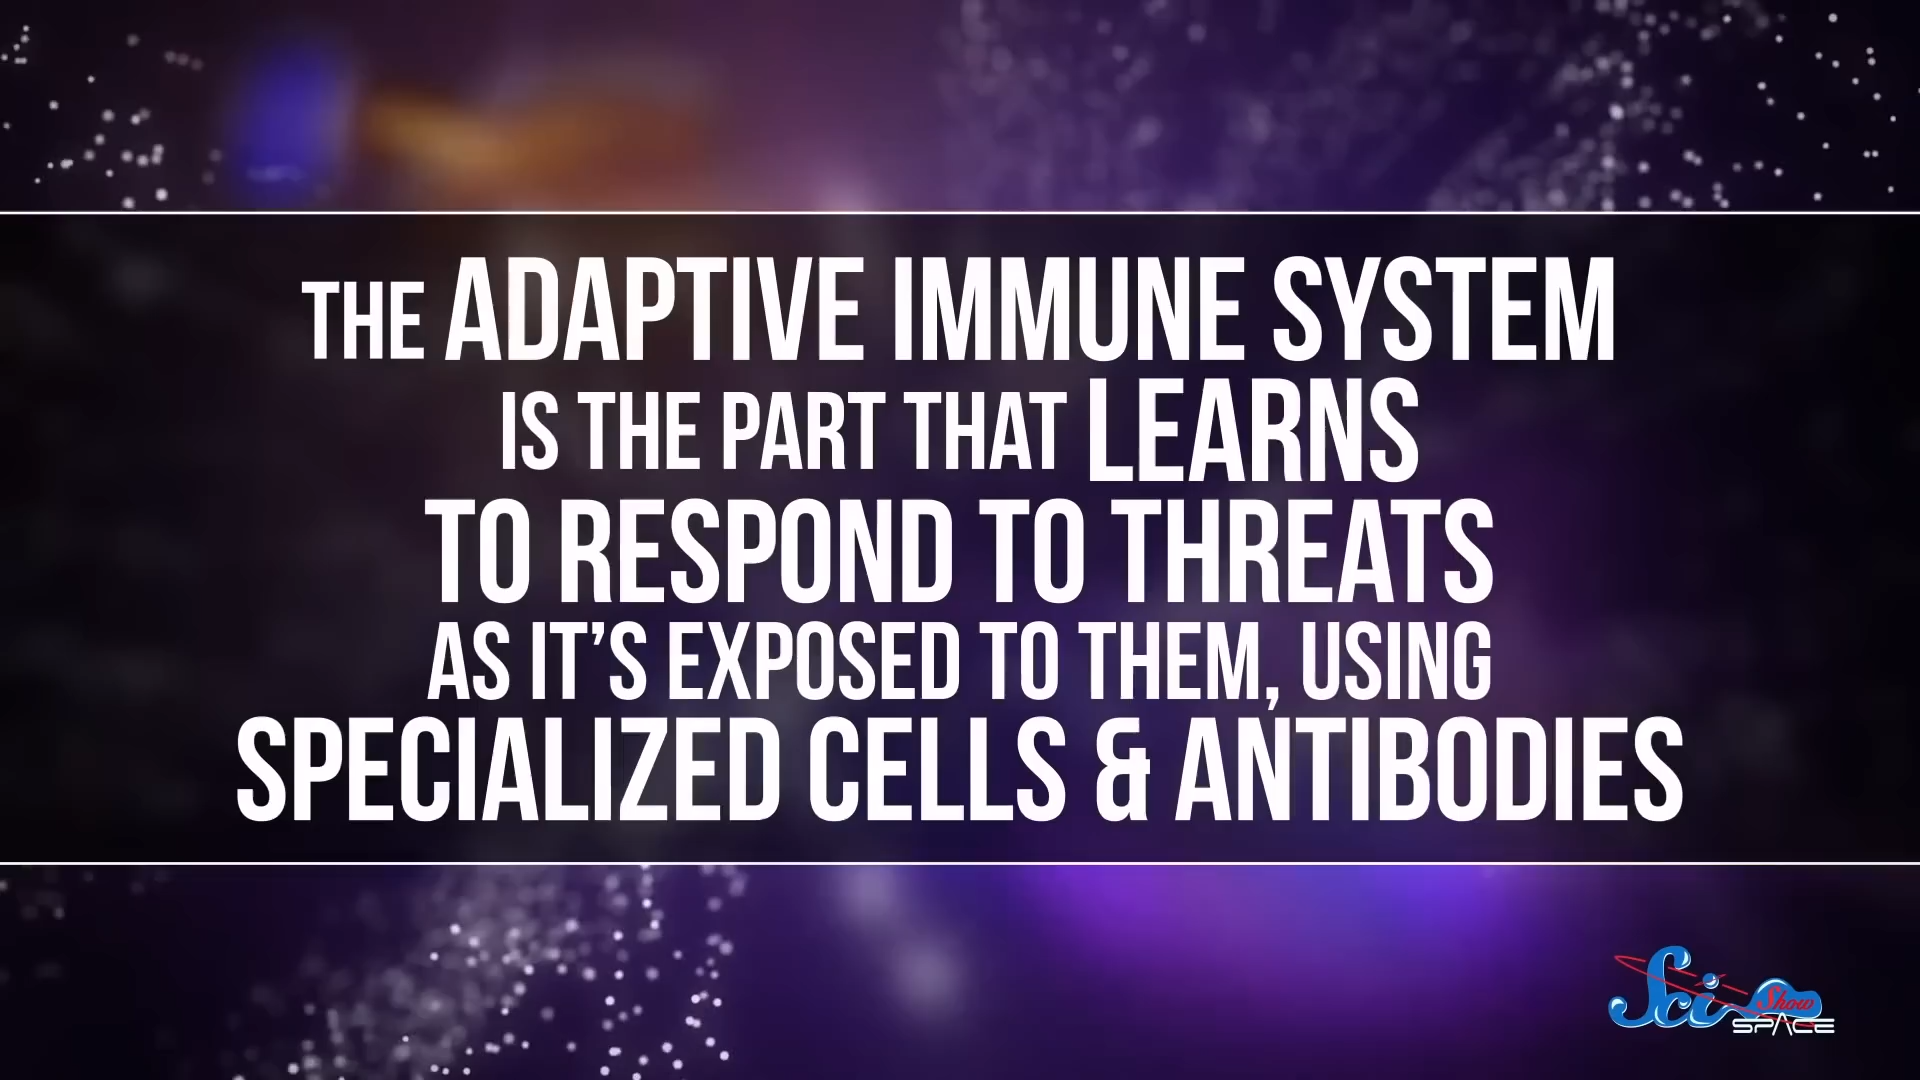 THE ADAPTIVE IMMUNE SYSTEM
IS THE PART THAT LEARNS
TO RESPOND TO THREATS
AS IT'S EXPOSED TO THEM, USING
SPECIALIZED CELLS & ANTIBODIES
Sci Show
SPACE